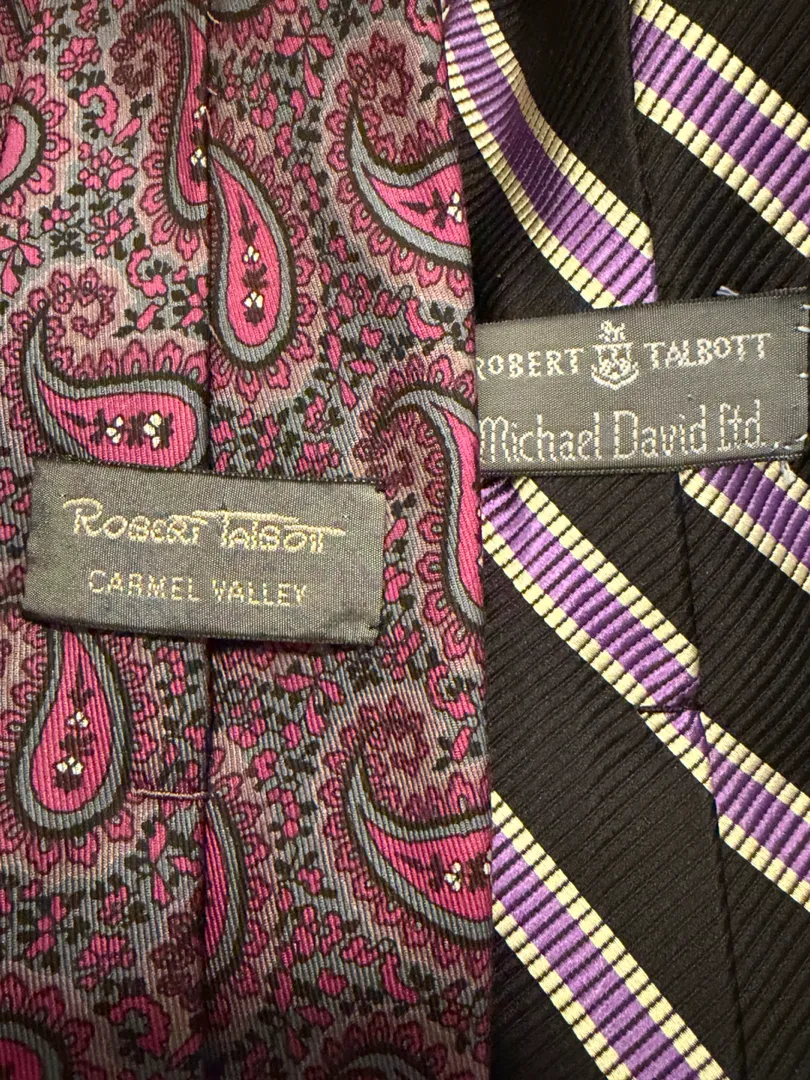 Robert Talbott
CARMEL VALLEY
ROBERT TALBOTT
Michael David Ltd.